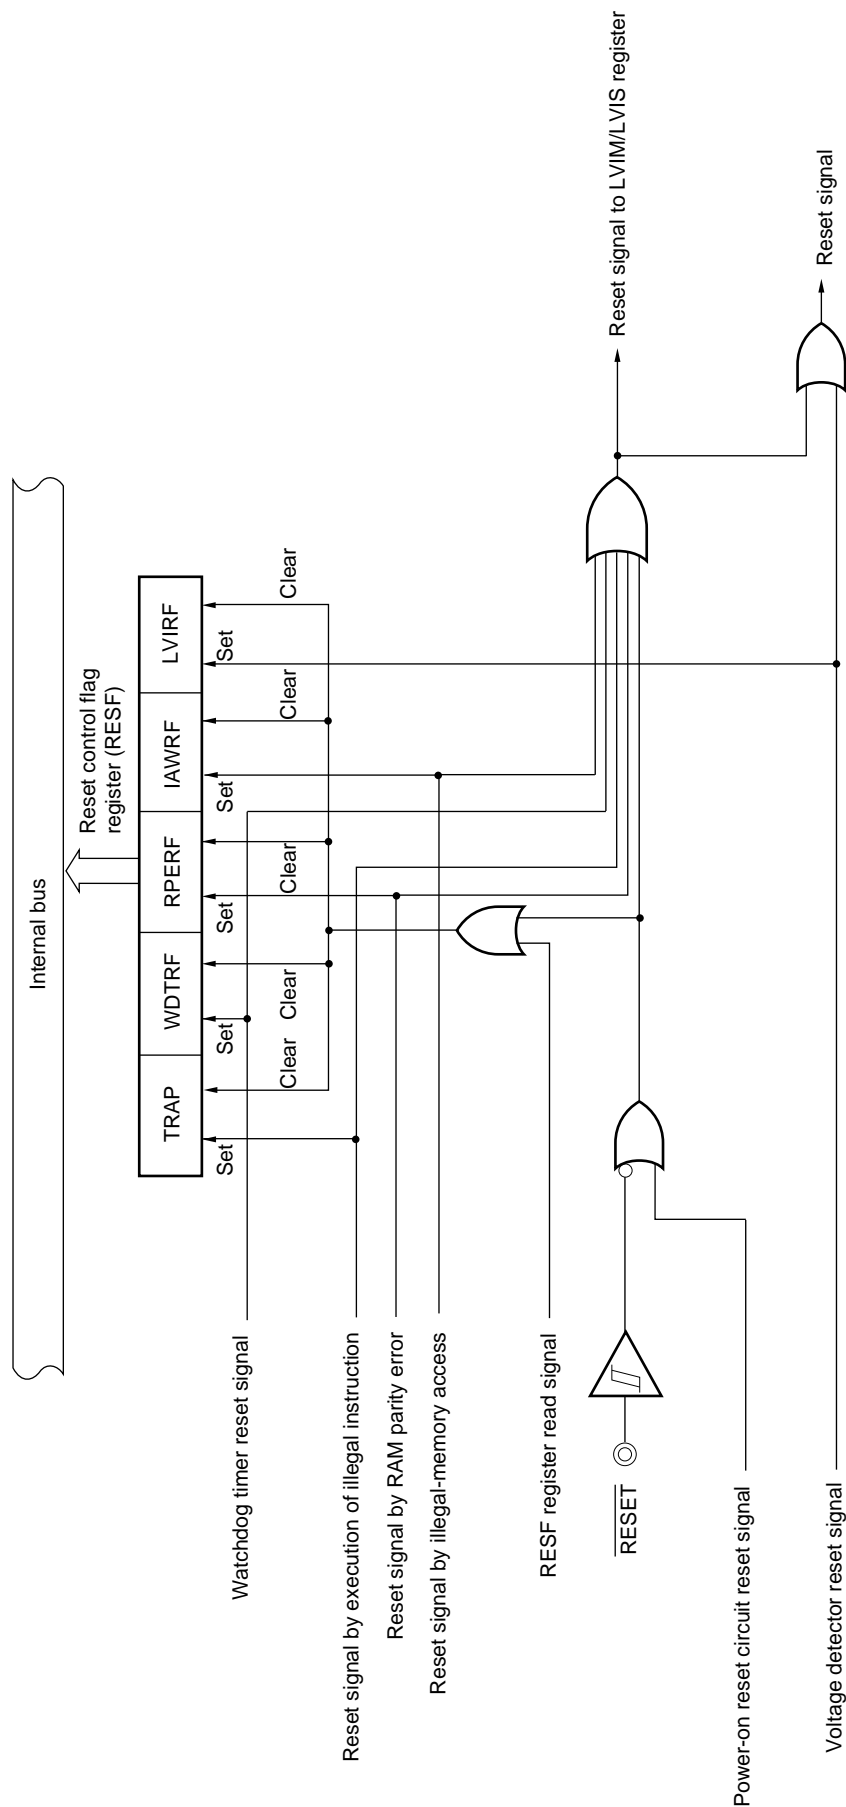 Internal bus
Reset control flag
register (RESF)
TRAP
WDTRF
RPERF
IAWRF
LVIRF
Set
Set
Set
Set
Set
Clear
Clear
Clear
Clear
Clear
Watchdog timer reset signal
Reset signal by execution of illegal instruction
Reset signal by RAM parity error
Reset signal by illegal-memory access
RESF register read signal
RESET
Reset signal to LVIM/LVIS register
Power-on reset circuit reset signal
Voltage detector reset signal
Reset signal